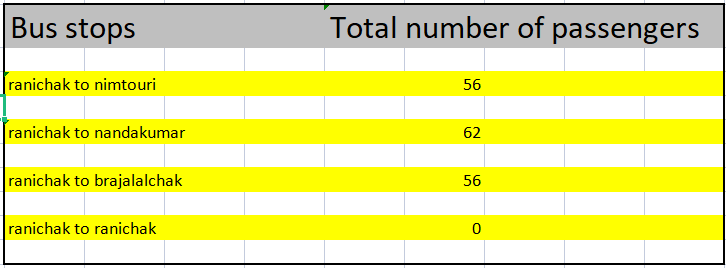 Bus stops Total number of passengers
ranichak to nimtouri 56
ranichak to nandakumar 62
ranichak to brajalalchak 56
ranichak to ranichak 0